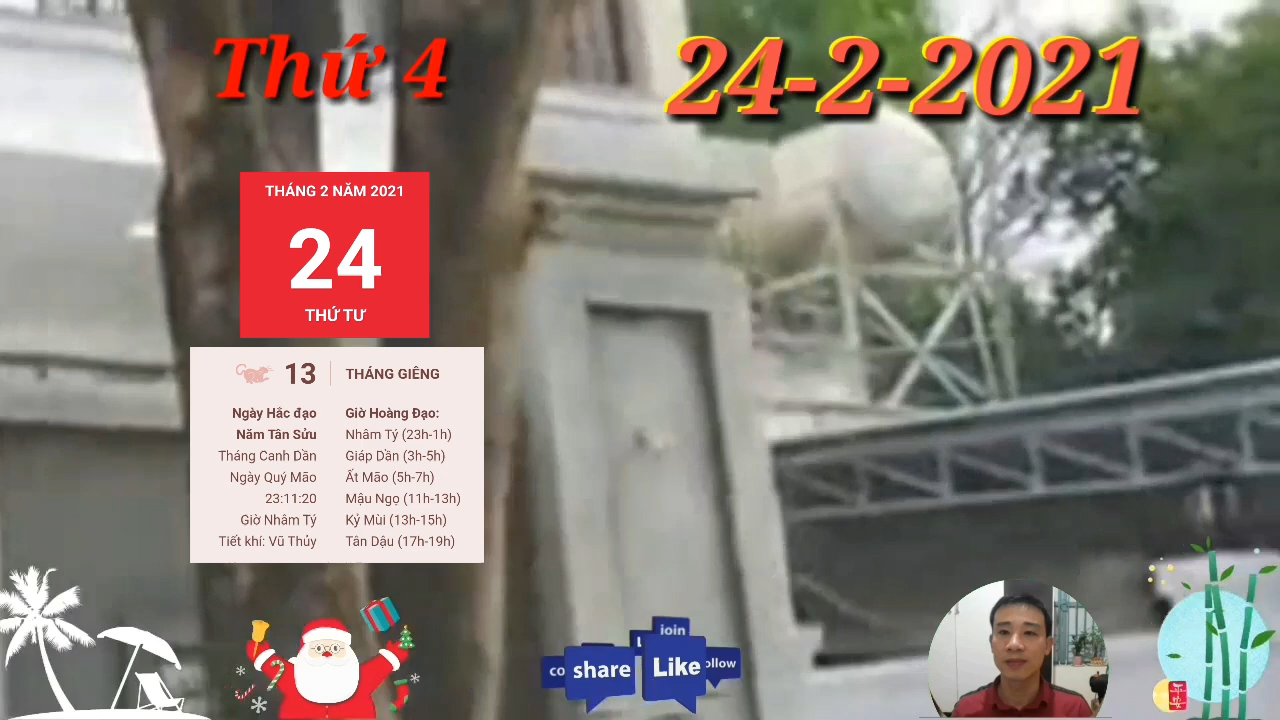 Thứ 4
24-2-2021
THÁNG 2 NĂM 2021
24
THỨ TƯ
13
THÁNG GIÊNG
Ngày Hắc đạo
Năm Tân Sửu
Tháng Canh Dần
Ngày Quý Mão
23:11:20
Giờ Nhâm Tý
Tiết khí: Vũ Thủy
Giờ Hoàng Đạo:
Nhâm Tý (23h-1h)
Giáp Dần (3h-5h)
Ất Mão (5h-7h)
Mậu Ngọ (11h-13h)
Kỷ Mùi (13h-15h)
Tân Dậu (17h-19h)
join
co
share
L
Like
ollow